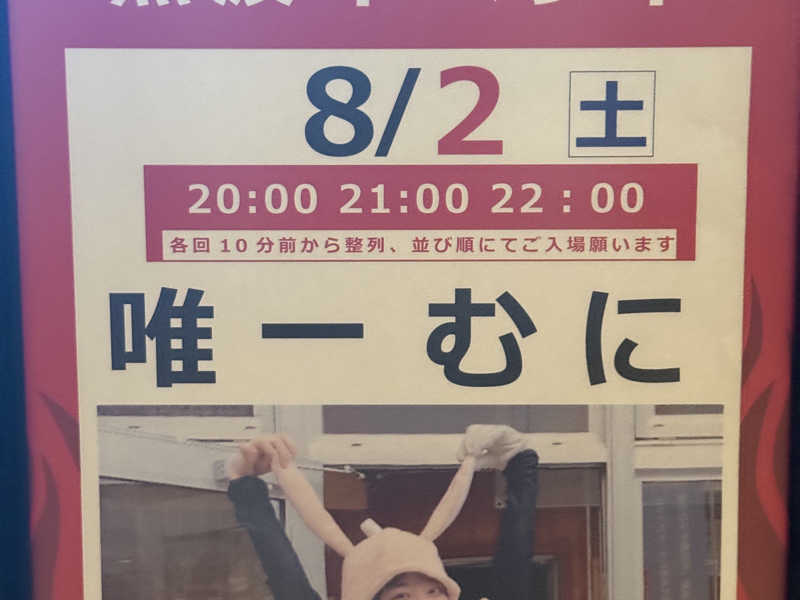 8/2 土
20:00 21:00 22：00
各回10分前から整列、並び順にてご入場願います
唯一むに